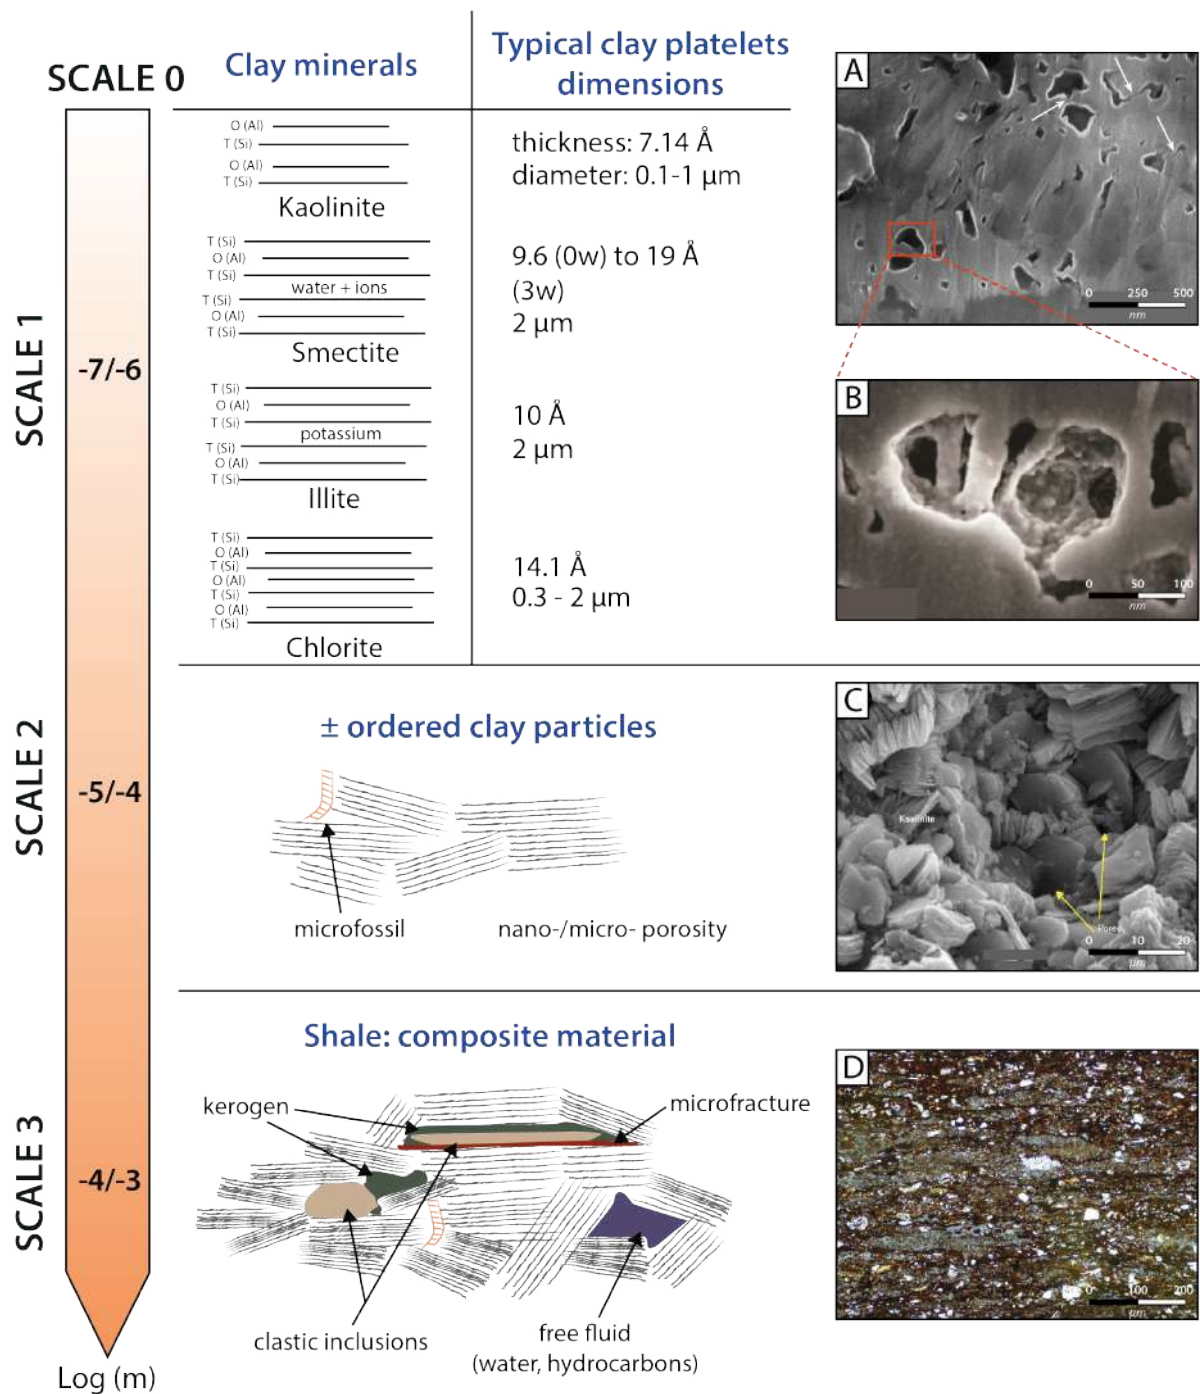 SCALE 0
Clay minerals
Typical clay platelets
dimensions
O (Al)
T (Si)
O (Al)
T (Si)
Kaolinite
thickness: 7.14 Å
diameter: 0.1-1 µm
T (Si)
O (Al)
T (Si)
water + ions
T (Si)
O (Al)
T (Si)
Smectite
9.6 (0w) to 19 Å
(3w)
2 µm
SCALE 1
-7/-6
T (Si)
O (Al)
T (Si)
potassium
T (Si)
O (Al)
T (Si)
Illite
10 Å
2 µm
T (Si)
O (Al)
T (Si)
O (Al)
T (Si)
O (Al)
T (Si)
Chlorite
14.1 Å
0.3 - 2 µm
A
0 250 500
nm
B
0 50 100
nm
SCALE 2
-5/-4
± ordered clay particles
microfossil
nano-/micro- porosity
C
Kaolinite
Pores
0 10 20
µm
SCALE 3
-4/-3
Shale: composite material
kerogen
microfracture
clastic inclusions
free fluid
(water, hydrocarbons)
D
0 100 200
µm
Log (m)